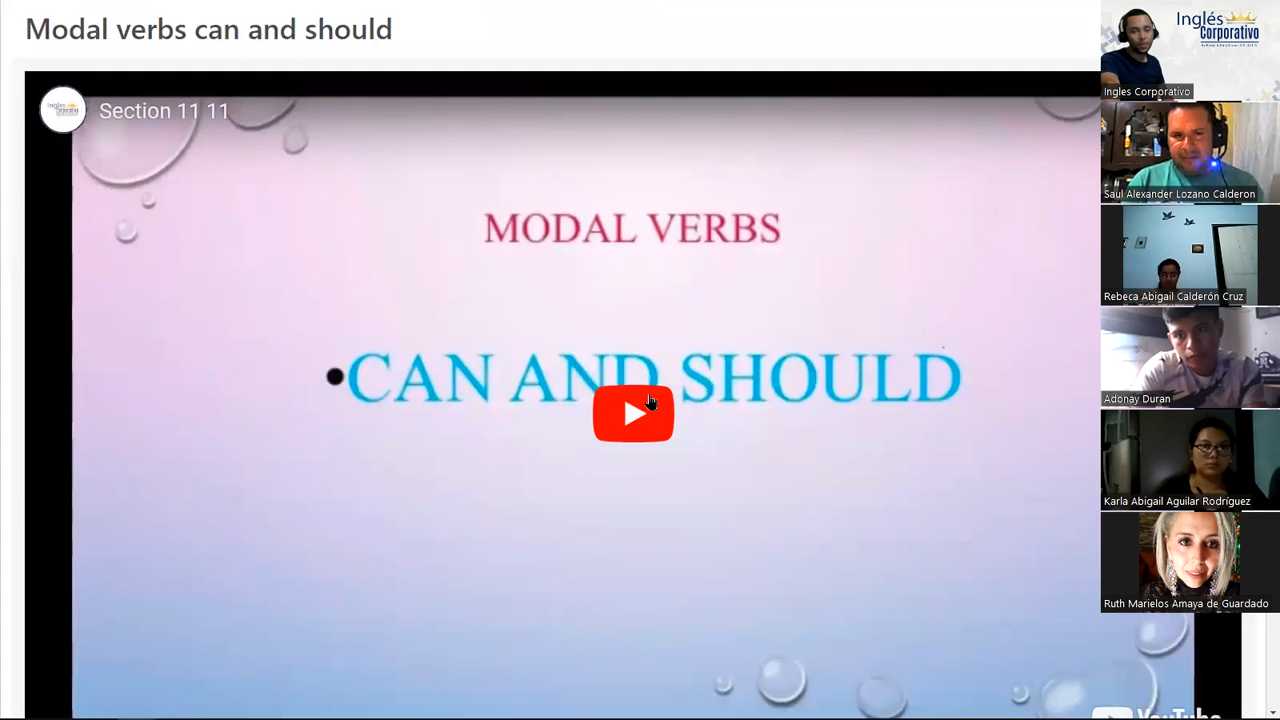 Modal verbs can and should
Section 11 11
MODAL VERBS
•CAN AND SHOULD
YouTube
Inglés
Corporativo
Ingles Corporativo
Saul Alexander Lozano Calderon
Rebeca Abigail Calderón Cruz
Adonay Duran
Karla Abigail Aguilar Rodríguez
Ruth Marielos Amaya de Guardado